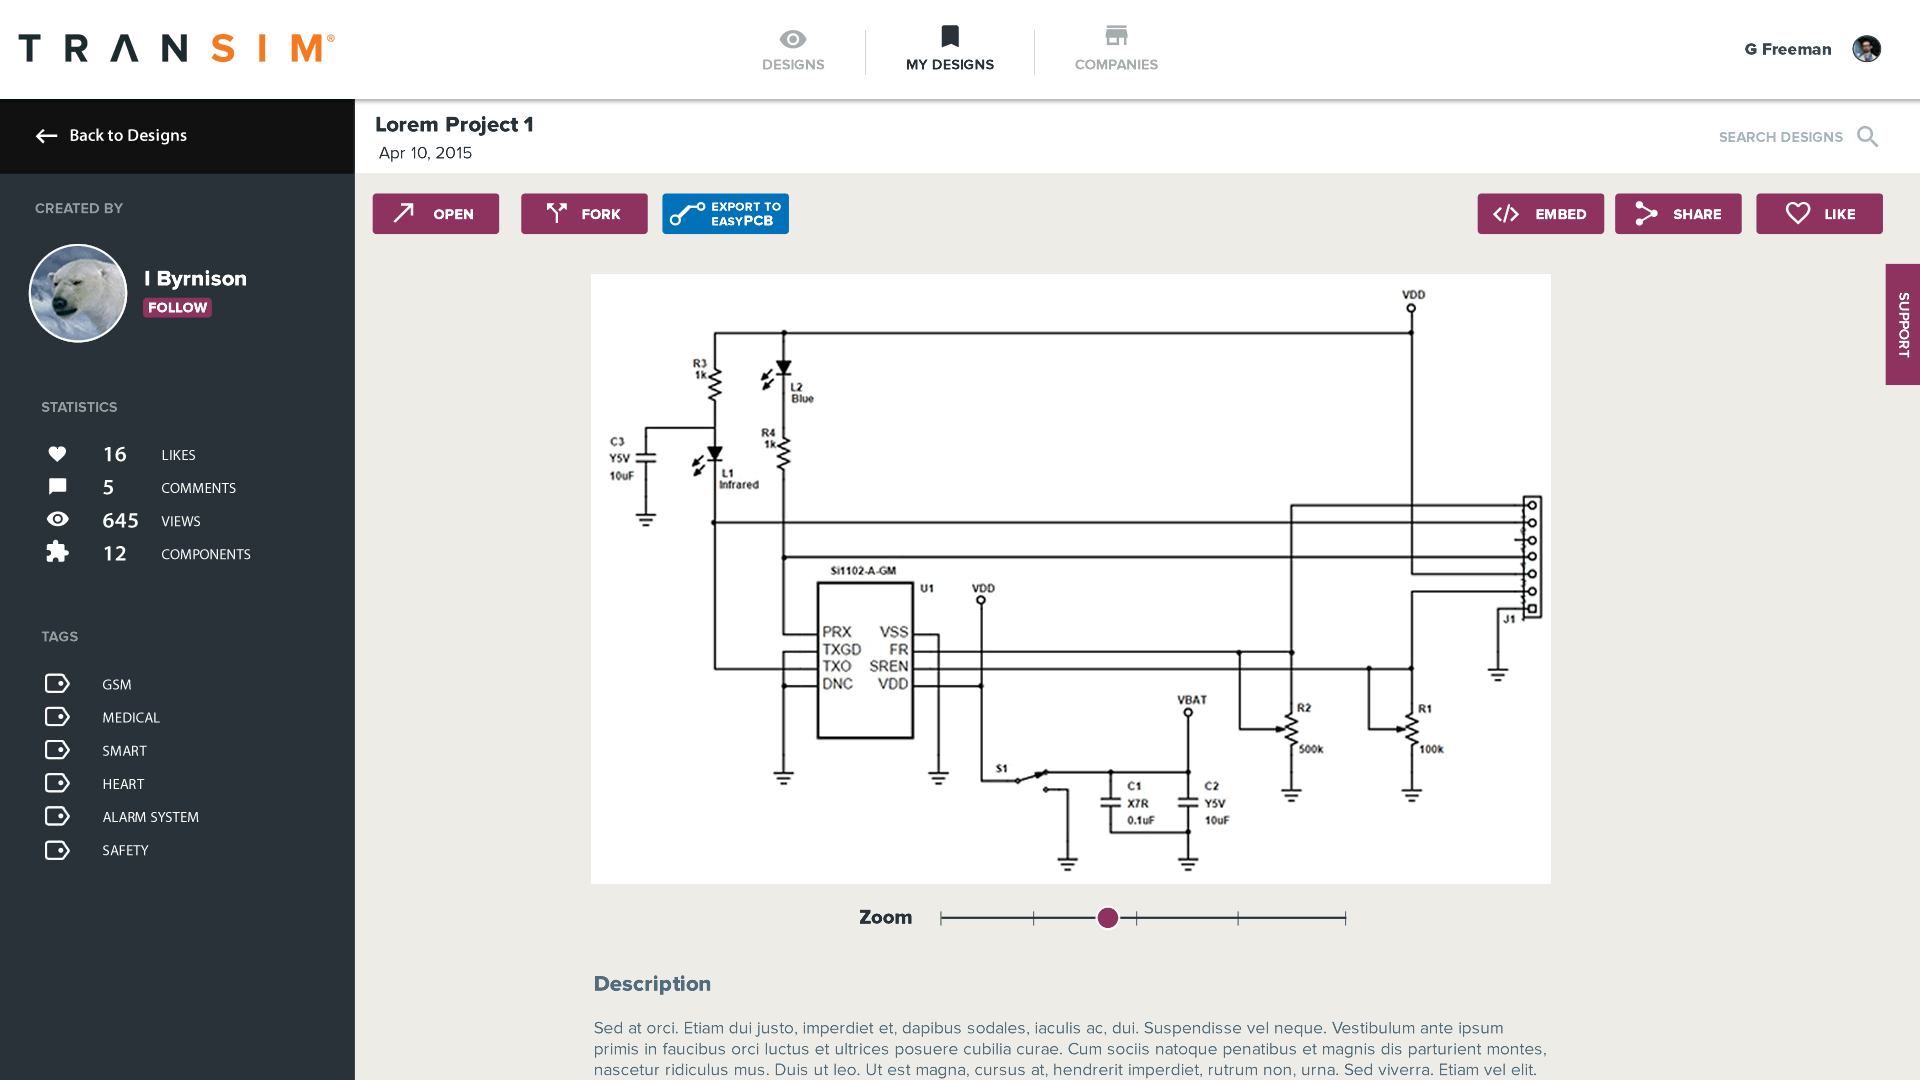 TRANSIM®
DESIGNS
MY DESIGNS
COMPANIES
G Freeman
Back to Designs
Lorem Project 1
Apr 10, 2015
SEARCH DESIGNS
OPEN
FORK
EXPORT TO
EASYPCB
EMBED
SHARE
LIKE
SUPPORT
CREATED BY
I Byrnison
FOLLOW
STATISTICS
16 LIKES
5 COMMENTS
645 VIEWS
12 COMPONENTS
TAGS
GSM
MEDICAL
SMART
HEART
ALARM SYSTEM
SAFETY
VDD
R3
1k
L2
Blue
R4
1k
C3
Y5V
10uF
L1
Infrared
Si1102-A-GM
U1
VDD
J1
PRX VSS
TXGD FR
TXO SREN
DNC VDD
VBAT
R2
500k
R1
100k
S1
C1
X7R
0.1uF
C2
Y5V
10uF
Zoom
Description
Sed at orci. Etiam dui justo, imperdiet et, dapibus sodales, iaculis ac, dui. Suspendisse vel neque. Vestibulum ante ipsum
primis in faucibus orci luctus et ultrices posuere cubilia curae. Cum sociis natoque penatibus et magnis dis parturient montes,
nascetur ridiculus mus. Duis ut leo. Ut est magna, cursus at, hendrerit imperdiet, rutrum non, urna. Sed viverra. Etiam vel elit.